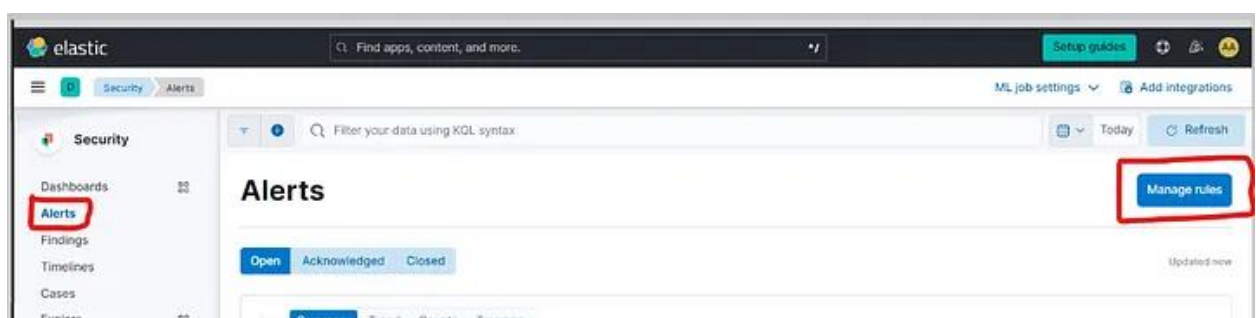 elastic
Find apps, content, and more.
Setup guides
AA
D
Security
Alerts
ML job settings
Add integrations
Security
Filter your data using KQL syntax
Today
Refresh
Dashboards
Alerts
Alerts
Manage rules
Findings
Timelines
Cases
Open
Acknowledged
Closed
Updated now